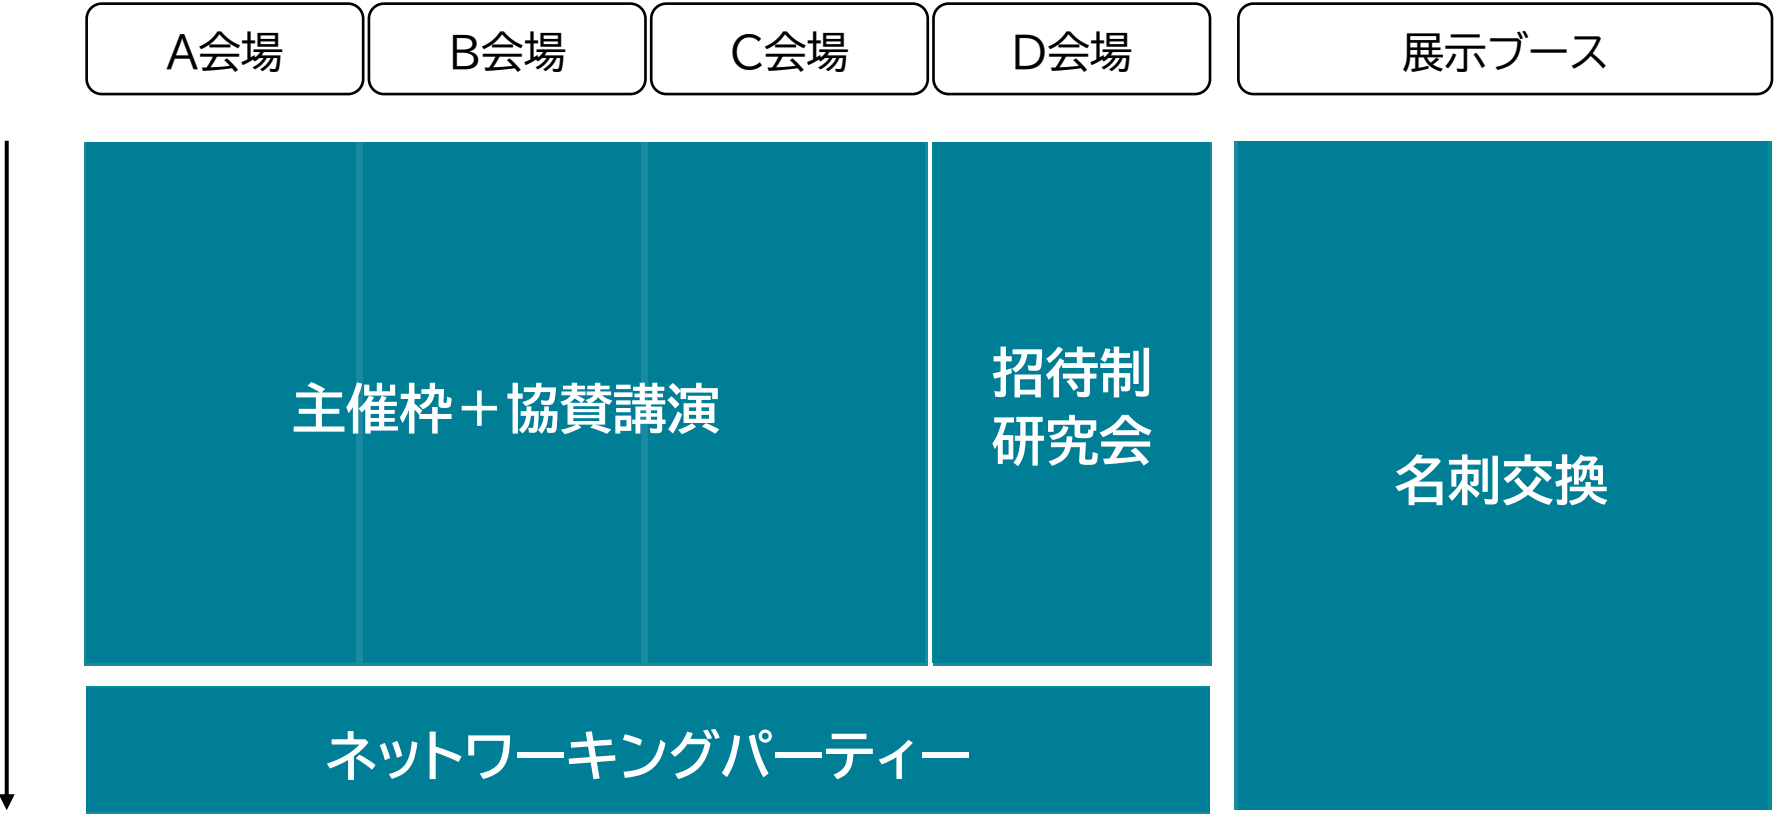 A会場
B会場
C会場
D会場
展示ブース
主催枠＋協賛講演
招待制
研究会
名刺交換
ネットワーキングパーティー